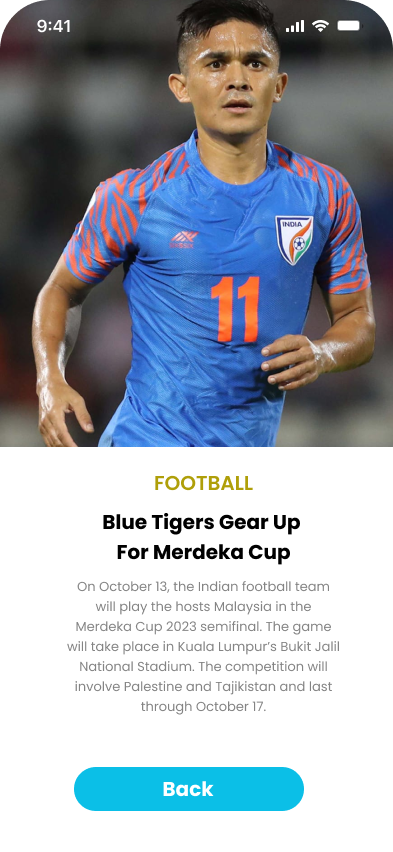 9:41
INDIA
11
FOOTBALL
Blue Tigers Gear Up
For Merdeka Cup
On October 13, the Indian football team
will play the hosts Malaysia in the
Merdeka Cup 2023 semifinal. The game
will take place in Kuala Lumpur’s Bukit Jalil
National Stadium. The competition will
involve Palestine and Tajikistan and last
through October 17.
Back